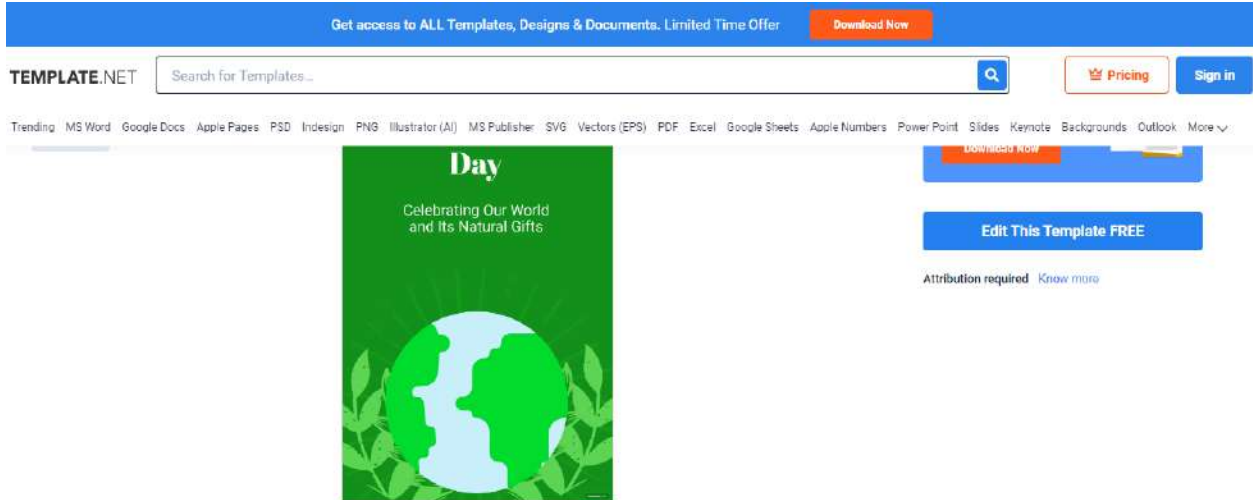 Get access to ALL Templates, Designs & Documents. Limited Time Offer Download Now
TEMPLATE.NET Search for Templates... Pricing Sign in
Trending MS Word Google Docs Apple Pages PSD Indesign PNG Illustrator (AI) MS Publisher SVG Vectors (EPS) PDF Excel Google Sheets Apple Numbers Power Point Slides Keynote Backgrounds Outlook More
Download Now
Day
Celebrating Our World
and Its Natural Gifts
Edit This Template FREE
Attribution required Know more